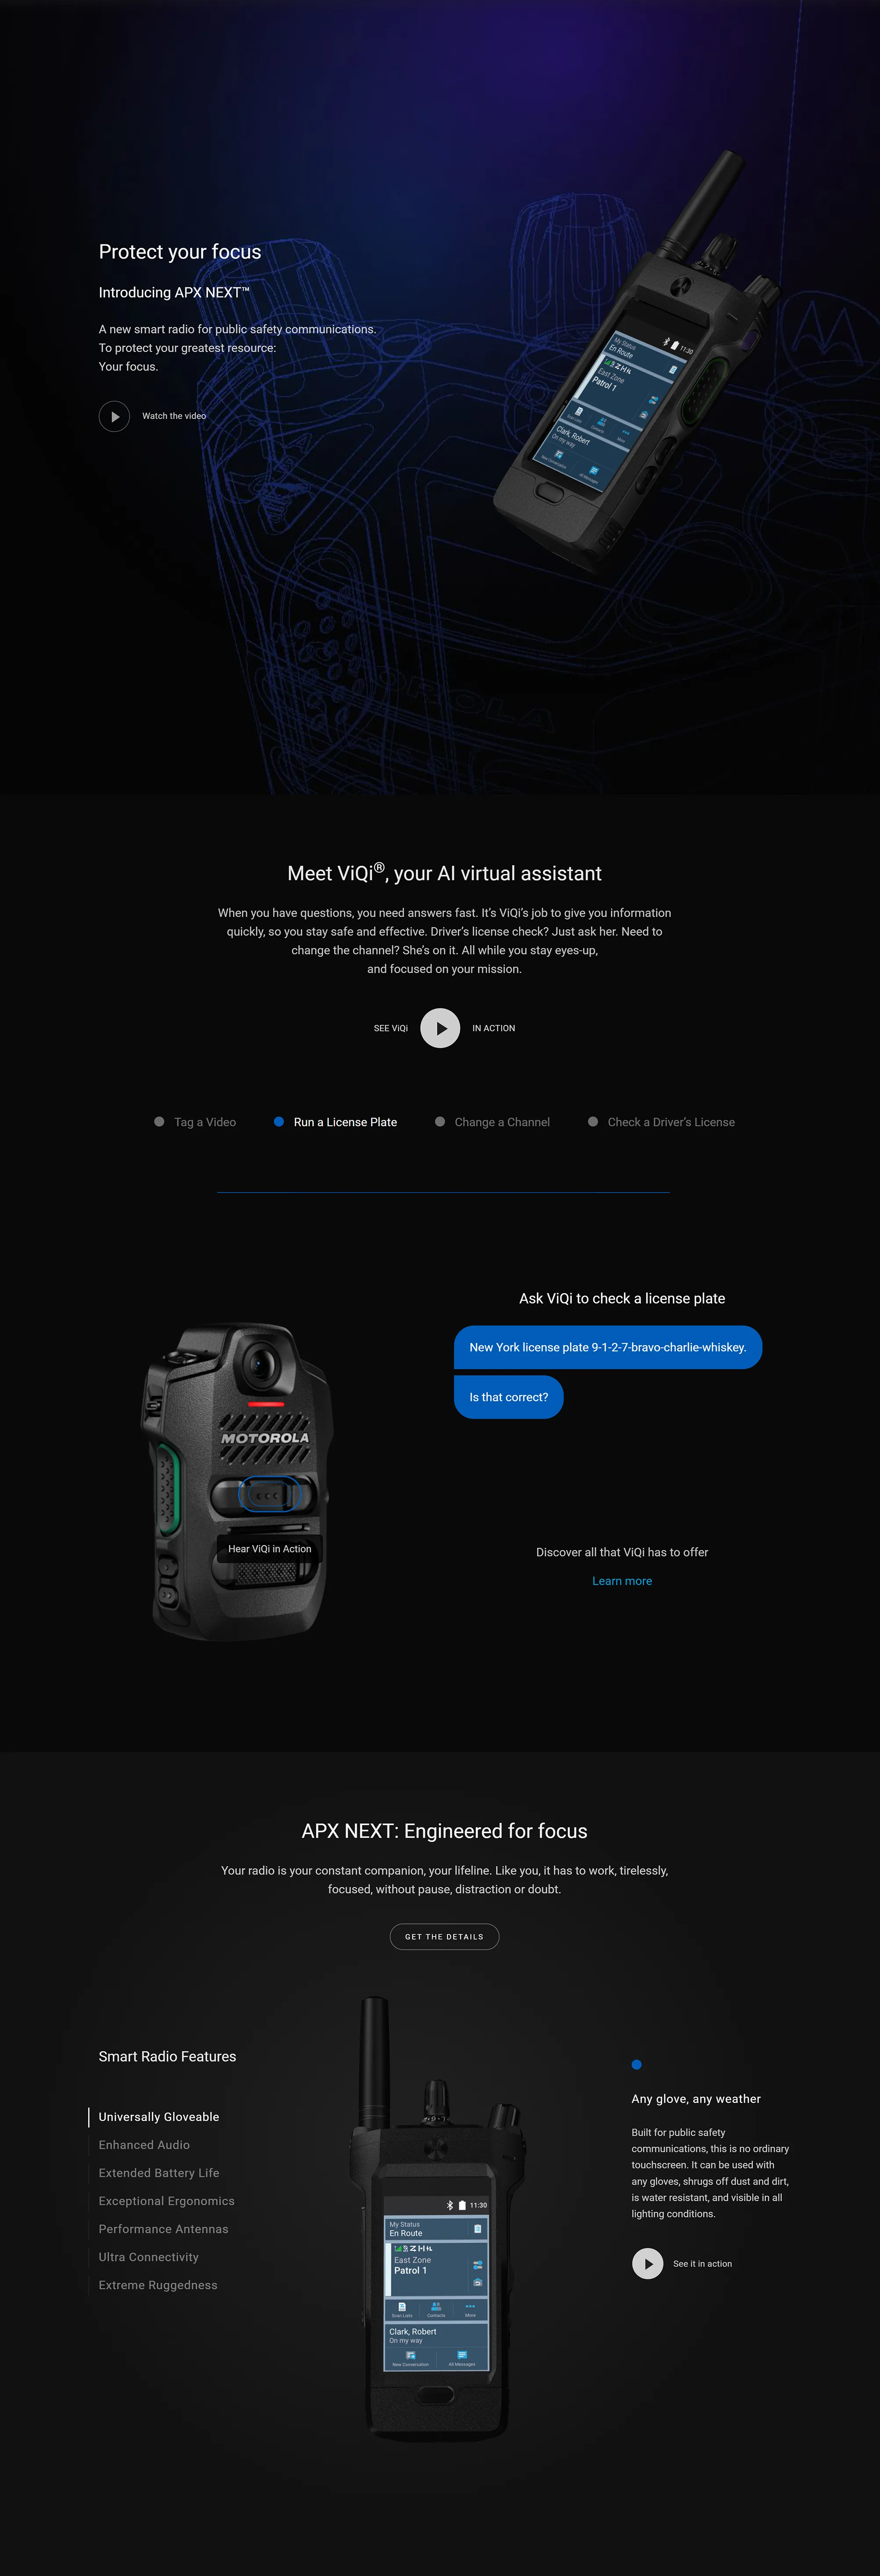 Protect your focus
Introducing APX NEXT™
A new smart radio for public safety communications.
To protect your greatest resource:
Your focus.
Watch the video
11:30
My Status
En Route
East Zone
Patrol 1
Scan Lists
Contacts
More
Clark, Robert
On my way
New Conversation
All Messages
Meet ViQi®, your AI virtual assistant
When you have questions, you need answers fast. It’s ViQi’s job to give you information
quickly, so you stay safe and effective. Driver’s license check? Just ask her. Need to
change the channel? She’s on it. All while you stay eyes-up,
and focused on your mission.
SEE ViQi
IN ACTION
Tag a Video
Run a License Plate
Change a Channel
Check a Driver’s License
Ask ViQi to check a license plate
New York license plate 9-1-2-7-bravo-charlie-whiskey.
Is that correct?
MOTOROLA
Hear ViQi in Action
Discover all that ViQi has to offer
Learn more
APX NEXT: Engineered for focus
Your radio is your constant companion, your lifeline. Like you, it has to work, tirelessly,
focused, without pause, distraction or doubt.
GET THE DETAILS
Smart Radio Features
Universally Gloveable
Enhanced Audio
Extended Battery Life
Exceptional Ergonomics
Performance Antennas
Ultra Connectivity
Extreme Ruggedness
11:30
My Status
En Route
East Zone
Patrol 1
Scan Lists
Contacts
More
Clark, Robert
On my way
New Conversation
All Messages
Any glove, any weather
Built for public safety
communications, this is no ordinary
touchscreen. It can be used with
any gloves, shrugs off dust and dirt,
is water resistant, and visible in all
lighting conditions.
See it in action